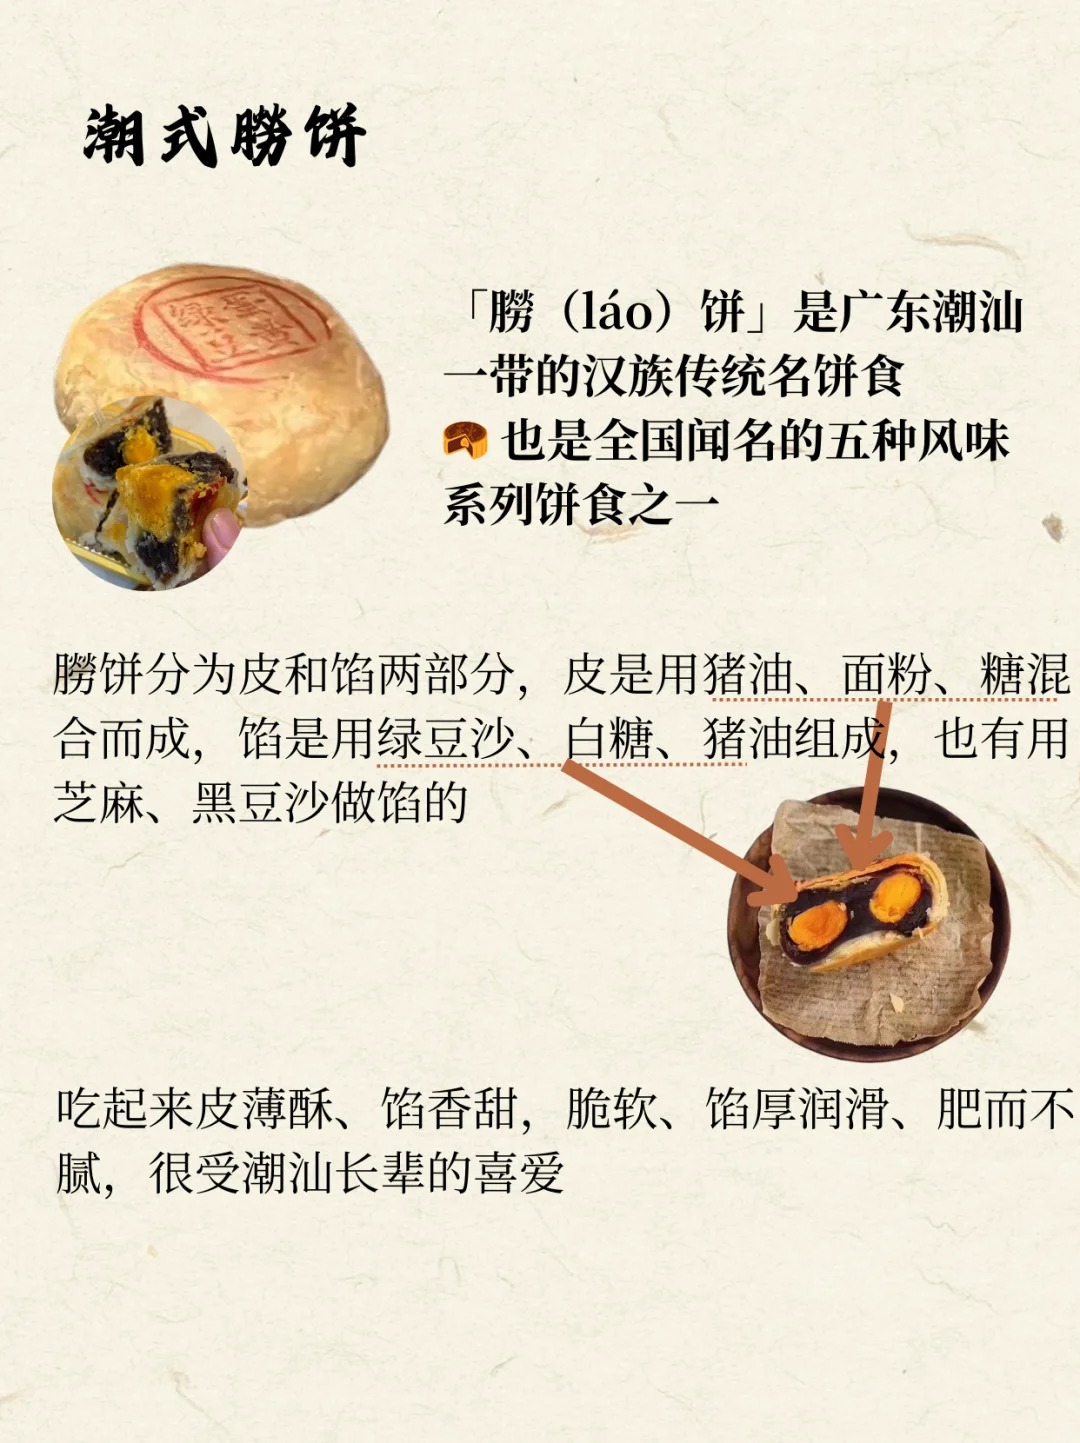 潮式朥饼
「朥（láo）饼」是广东潮汕
一带的汉族传统名饼食
🥮 也是全国闻名的五种风味
系列饼食之一
朥饼分为皮和馅两部分，皮是用猪油、面粉、糖混
合而成，馅是用绿豆沙、白糖、猪油组成，也有用
芝麻、黑豆沙做馅的
吃起来皮薄酥、馅香甜，脆软、馅厚润滑、肥而不
腻，很受潮汕长辈的喜爱